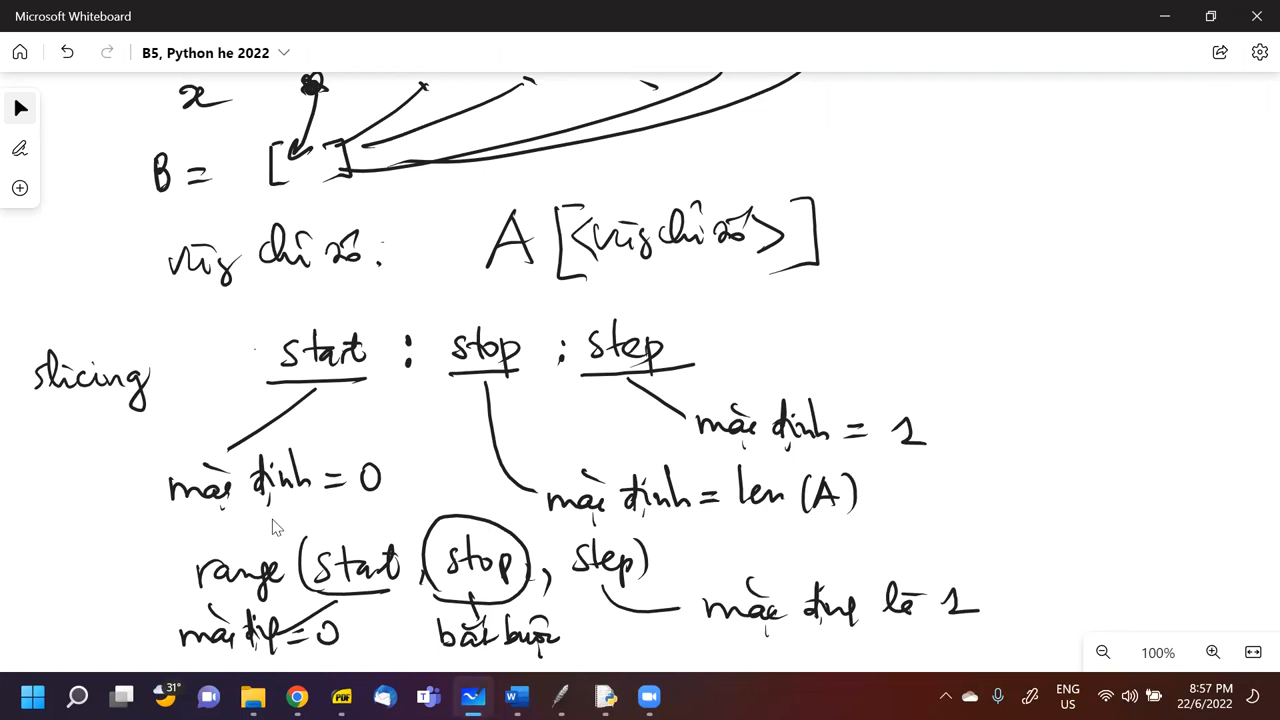 Microsoft Whiteboard
B5, Python he 2022
x
B = [ ]
vùng chỉ số: A [<vùng chỉ số>]
start : stop : step
slicing
mặc định = 1
mặc định = 0
mặc định = len (A)
range (start, stop, step)
mặc định là 1
mặc định = 0
bắt buộc
100%
31°
ENG
US
8:57 PM
22/6/2022